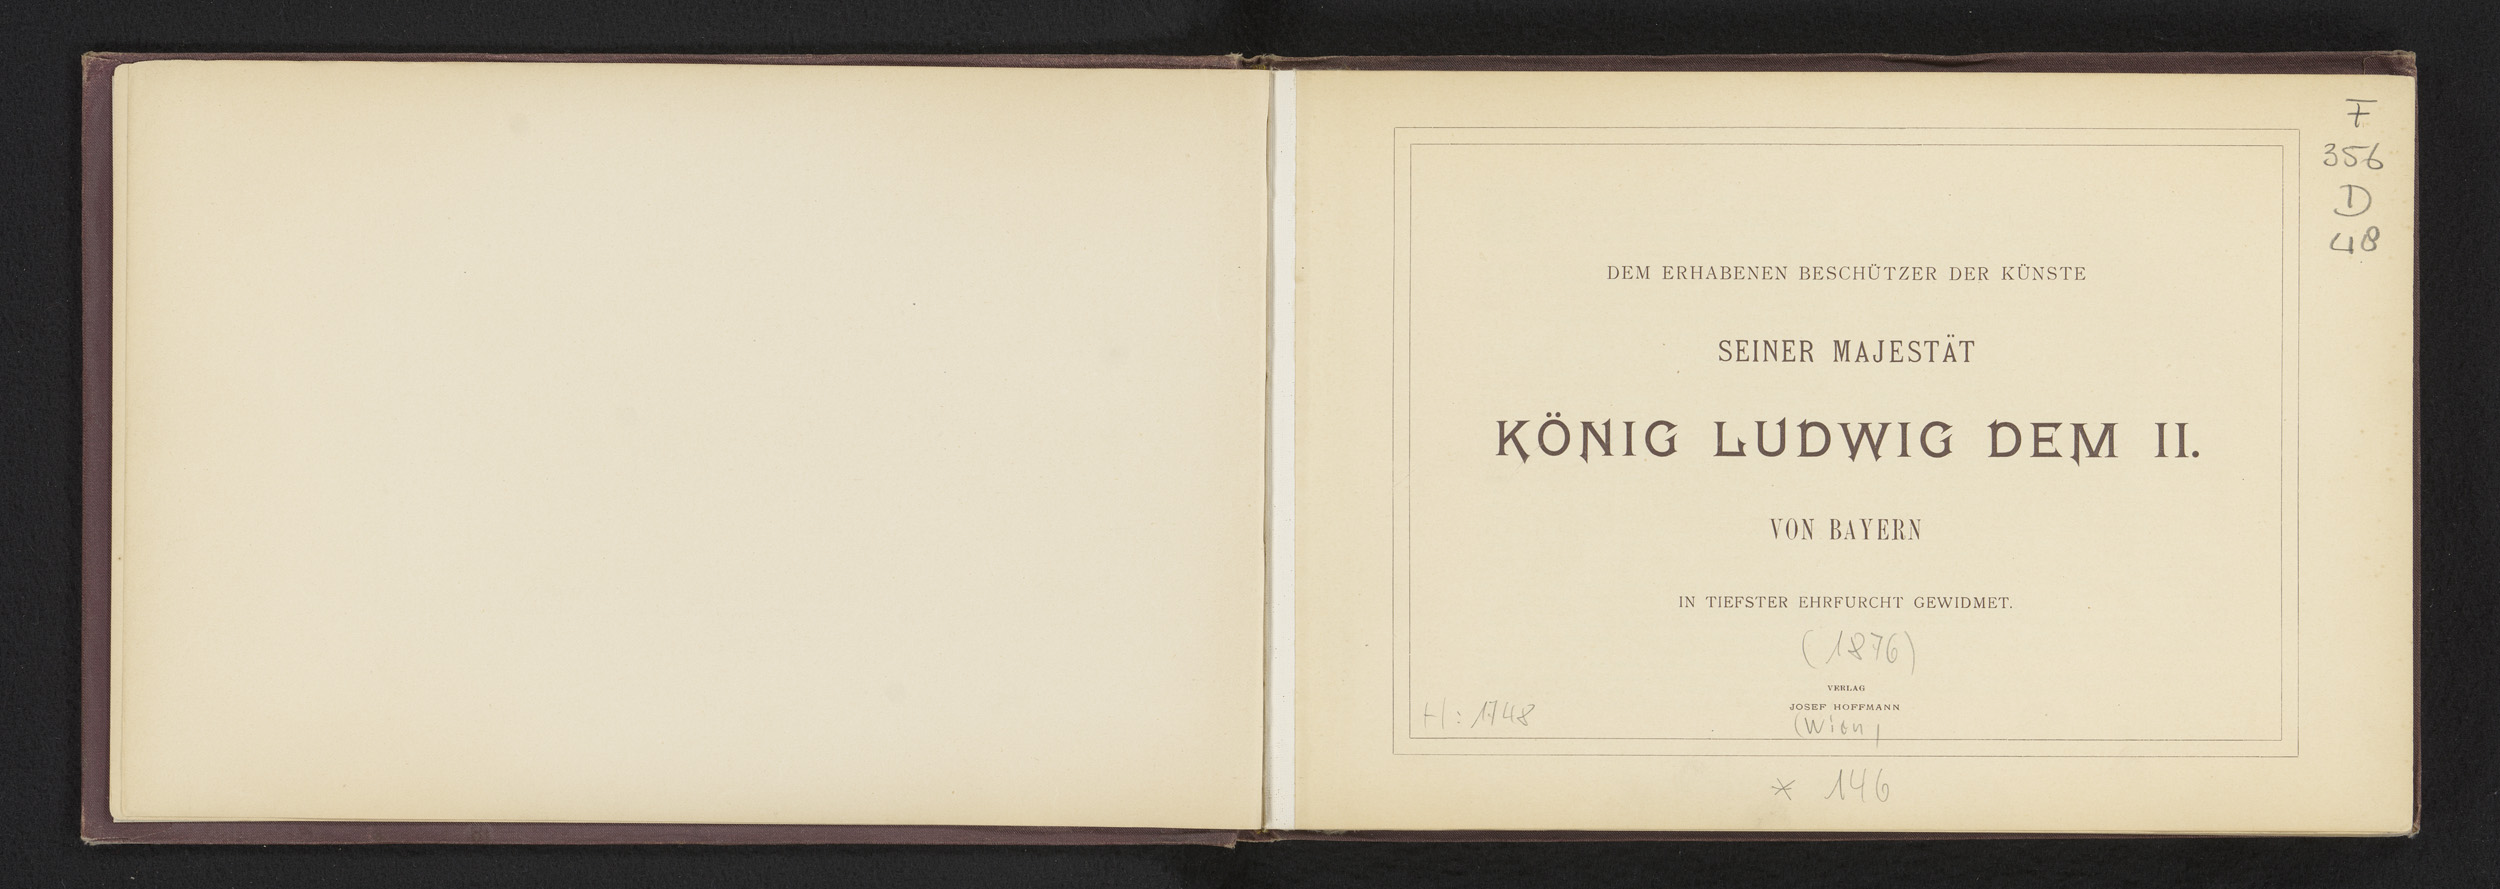 F
356
D
48
DEM ERHABENEN BESCHÜTZER DER KÜNSTE
SEINER MAJESTÄT
KÖNIG LUDWIG DEM II.
VON BAYERN
IN TIEFSTER EHRFURCHT GEWIDMET.
(1876)
VERLAG
JOSEF HOFFMANN
(Wien)
H: 1748
* 146